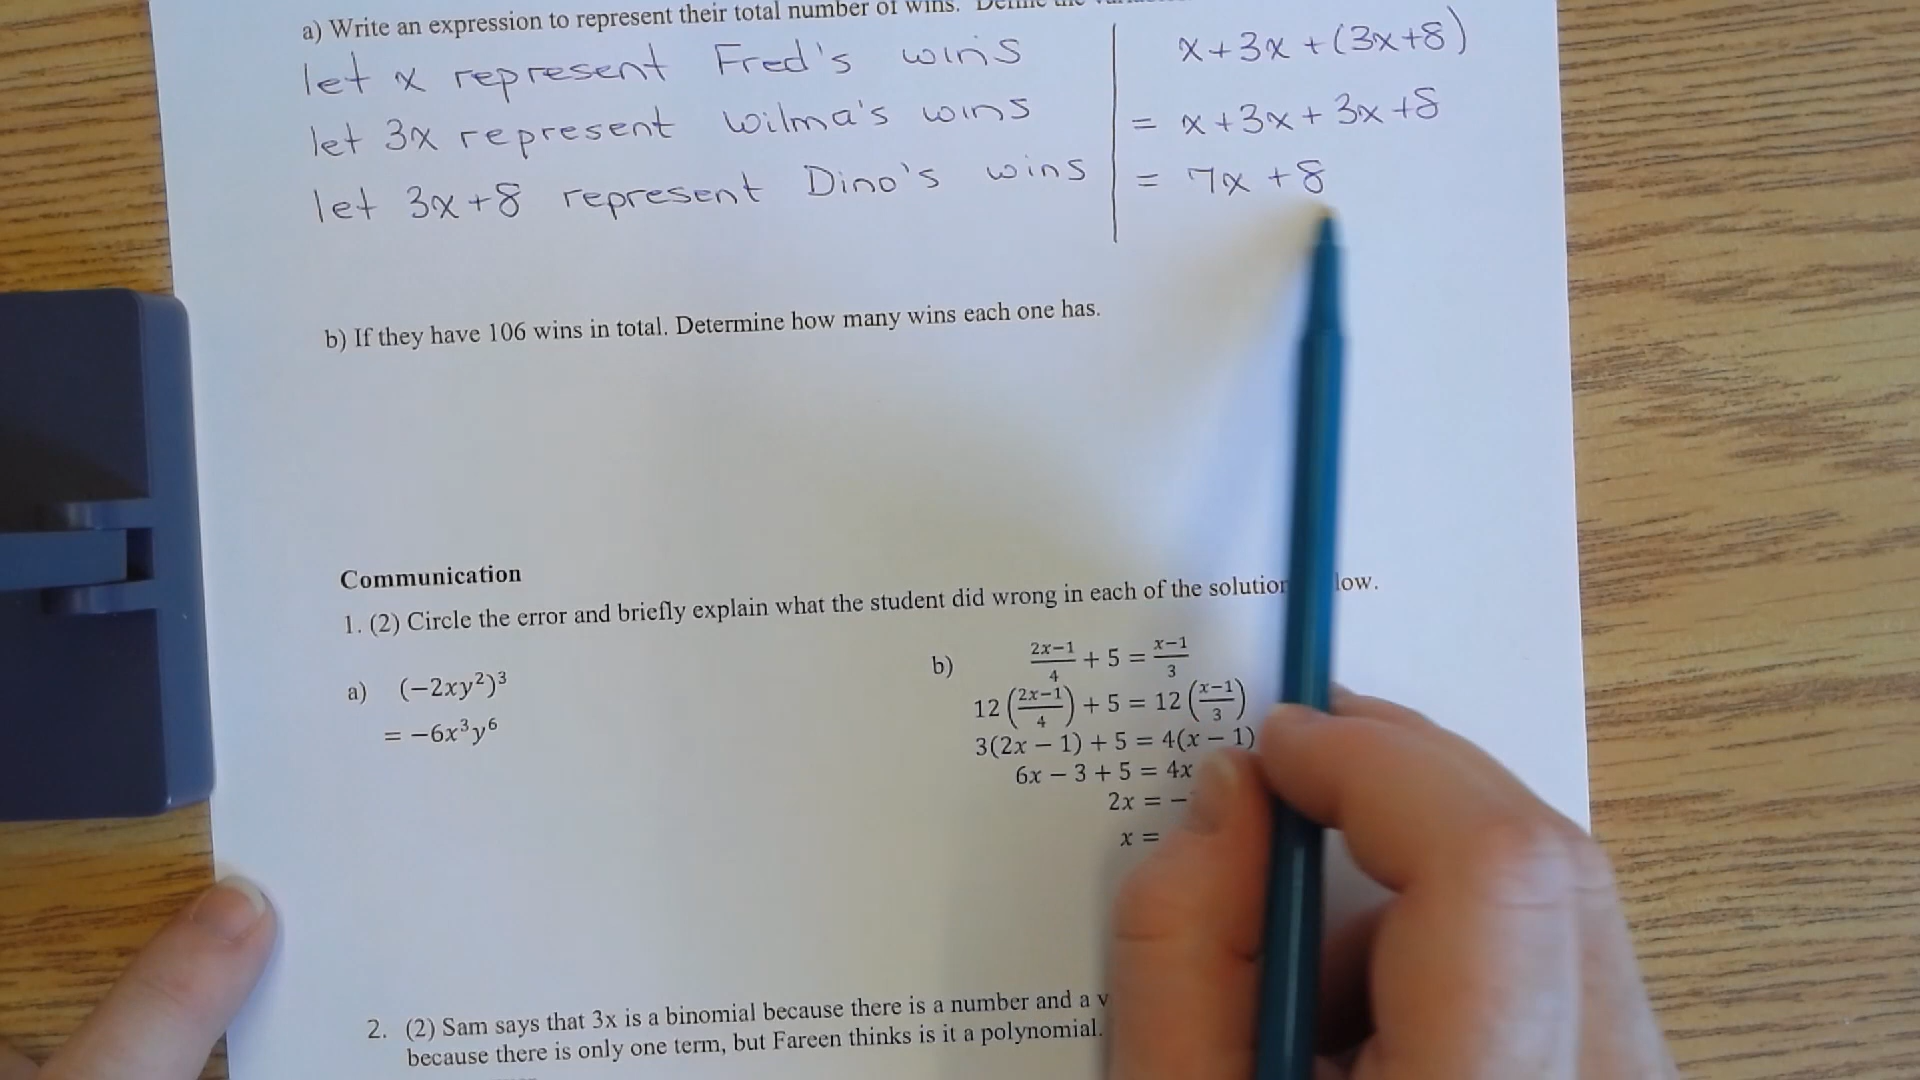 a) Write an expression to represent their total number of wins. Define the
let x represent Fred's wins
let 3x represent Wilma's wins
let 3x+8 represent Dino's wins
x+3x+(3x+8)
= x+3x+3x+8
= 7x+8
b) If they have 106 wins in total. Determine how many wins each one has.
Communication
1. (2) Circle the error and briefly explain what the student did wrong in each of the solution low.
a) (−2xy²)³
= −6x³y⁶
b) (2x−1)/4 + 5 = (x−1)/3
12((2x−1)/4) + 5 = 12((x−1)/3)
3(2x − 1) + 5 = 4(x − 1)
6x − 3 + 5 = 4x
2x = −
x =
2. (2) Sam says that 3x is a binomial because there is a number and a v
because there is only one term, but Fareen thinks is it a polynomial.